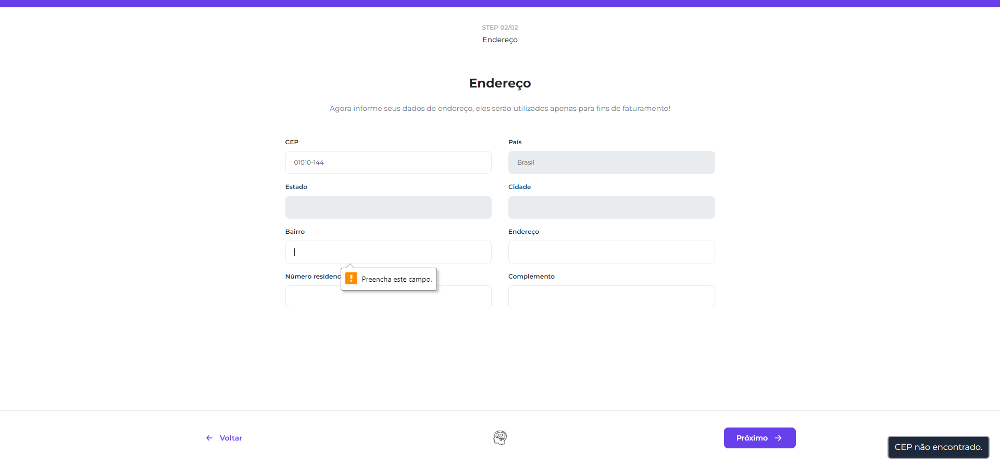 STEP 02/02
Endereço
Endereço
Agora informe seus dados de endereço, eles serão utilizados apenas para fins de faturamento!
CEP
País
01010-144
Brasil
Estado
Cidade
Bairro
Endereço
Número residenc
Complemento
Preencha este campo.
Voltar
Próximo
CEP não encontrado.